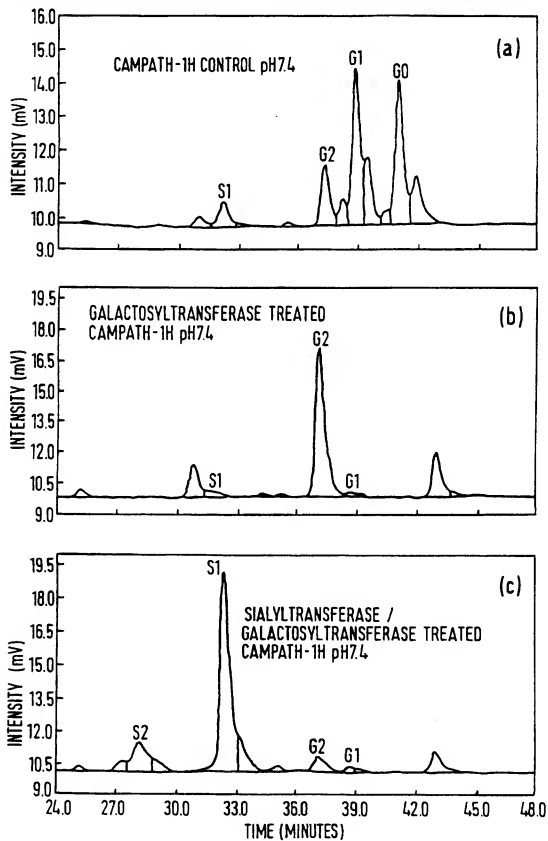 (a)
CAMPATH-1H CONTROL pH7.4
INTENSITY (mV)
16.0
15.0
14.0
13.0
12.0
11.0
10.0
9.0
S1
G2
G1
G0
(b)
GALACTOSYLTRANSFERASE TREATED
CAMPATH-1H pH7.4
INTENSITY (mV)
19.5
18.0
16.5
15.0
13.5
12.0
10.5
9.0
S1
G2
G1
(c)
SIALYLTRANSFERASE /
GALACTOSYLTRANSFERASE TREATED
CAMPATH-1H pH7.4
INTENSITY (mV)
19.5
18.0
16.5
15.0
13.5
12.0
10.5
9.0
S2
S1
G2
G1
24.0 27.0 30.0 33.0 36.0 39.0 42.0 45.0 48.0
TIME (MINUTES)